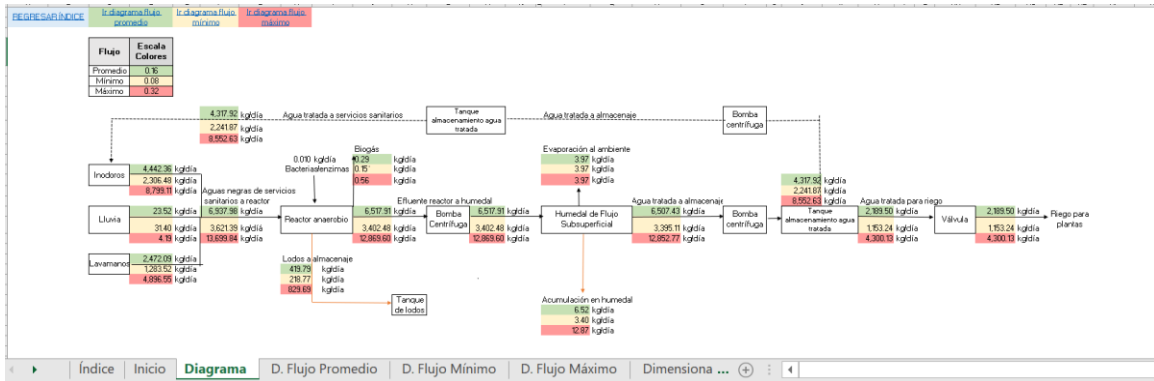 REGRESAR ÍNDICE
Ir diagrama flujo promedio
Ir diagrama flujo mínimo
Ir diagrama flujo máximo
Flujo Escala Colores
Promedio 0.16
Mínimo 0.08
Máximo 0.32
4,317.92 kg/día
2,241.87 kg/día
8,552.63 kg/día
Agua tratada a servicios sanitarios
Tanque almacenamiento agua tratada
Agua tratada a almacenaje
Bomba centrífuga
Inodoros
4,442.36 kg/día
2,306.48 kg/día
8,799.11 kg/día
Aguas negras de servicios sanitarios a reactor
Lluvia
23.52 kg/día
31.40 kg/día
4.19 kg/día
6,937.98 kg/día
3,621.39 kg/día
13,699.84 kg/día
Lavamanos
2,472.09 kg/día
1,283.52 kg/día
4,896.55 kg/día
0.010 kg/día
Bacterias/enzimas
Biogás
0.29 kg/día
0.15 kg/día
0.56 kg/día
Reactor anaerobio
Efluente reactor a humedal
6,517.91 kg/día
3,402.48 kg/día
12,869.60 kg/día
Bomba Centrífuga
6,517.91 kg/día
3,402.48 kg/día
12,869.60 kg/día
Lodos a almacenaje
419.79 kg/día
218.77 kg/día
829.69 kg/día
Tanque de lodos
Evaporación al ambiente
3.97 kg/día
3.97 kg/día
3.97 kg/día
Humedal de Flujo Subsuperficial
Acumulación en humedal
6.52 kg/día
3.40 kg/día
12.87 kg/día
Agua tratada a almacenaje
6,507.43 kg/día
3,395.11 kg/día
12,852.77 kg/día
Bomba centrífuga
4,317.92 kg/día
2,241.87 kg/día
8,552.63 kg/día
Tanque almacenamiento agua tratada
Agua tratada para riego
2,189.50 kg/día
1,153.24 kg/día
4,300.13 kg/día
Válvula
2,189.50 kg/día
1,153.24 kg/día
4,300.13 kg/día
Riego para plantas
Índice Inicio Diagrama D. Flujo Promedio D. Flujo Mínimo D. Flujo Máximo Dimensiona ...